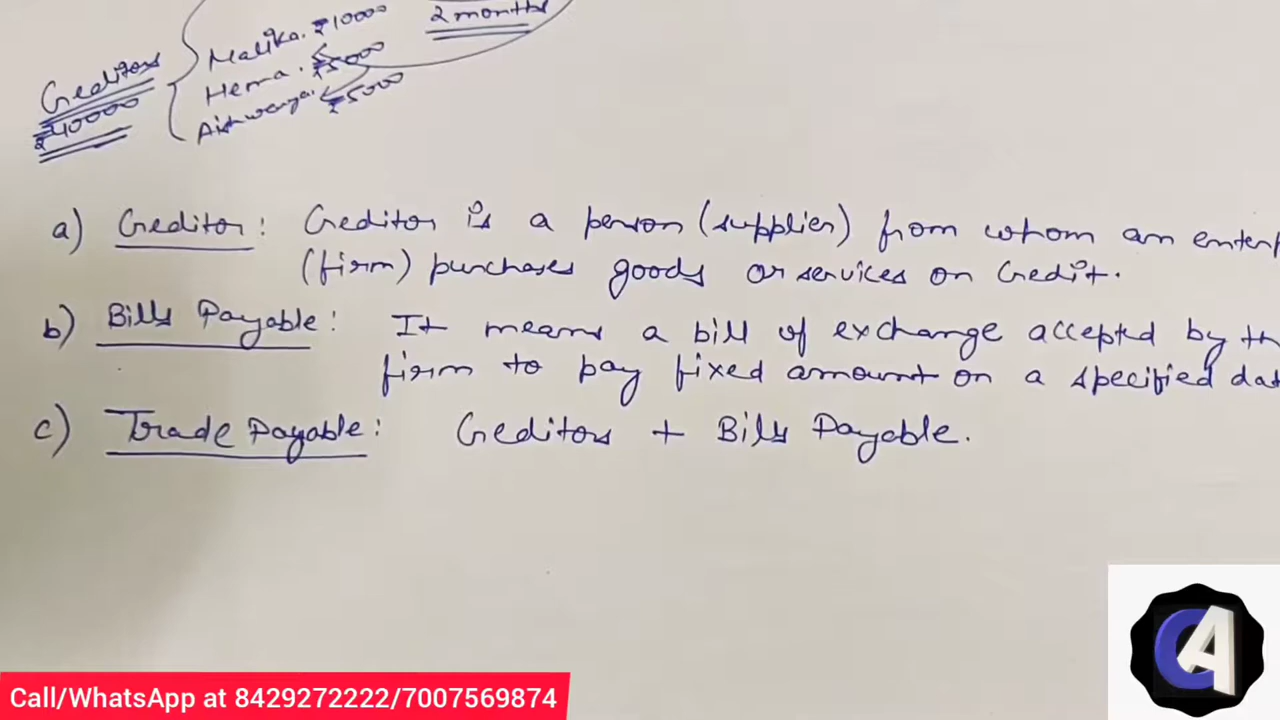 Malika. ₹10000
2 months
Creditors
Hema. ₹5000
₹40000
Aishwarya. ₹5000
a) Creditor: Creditor is a person (supplier) from whom an enterp
(firm) purchases goods or services on Credit.
b) Bills Payable: It means a bill of exchange accepted by th
firm to pay fixed amount on a specified dat
c) Trade Payable: Creditors + Bills Payable.
CA
Call/WhatsApp at 8429272222/7007569874